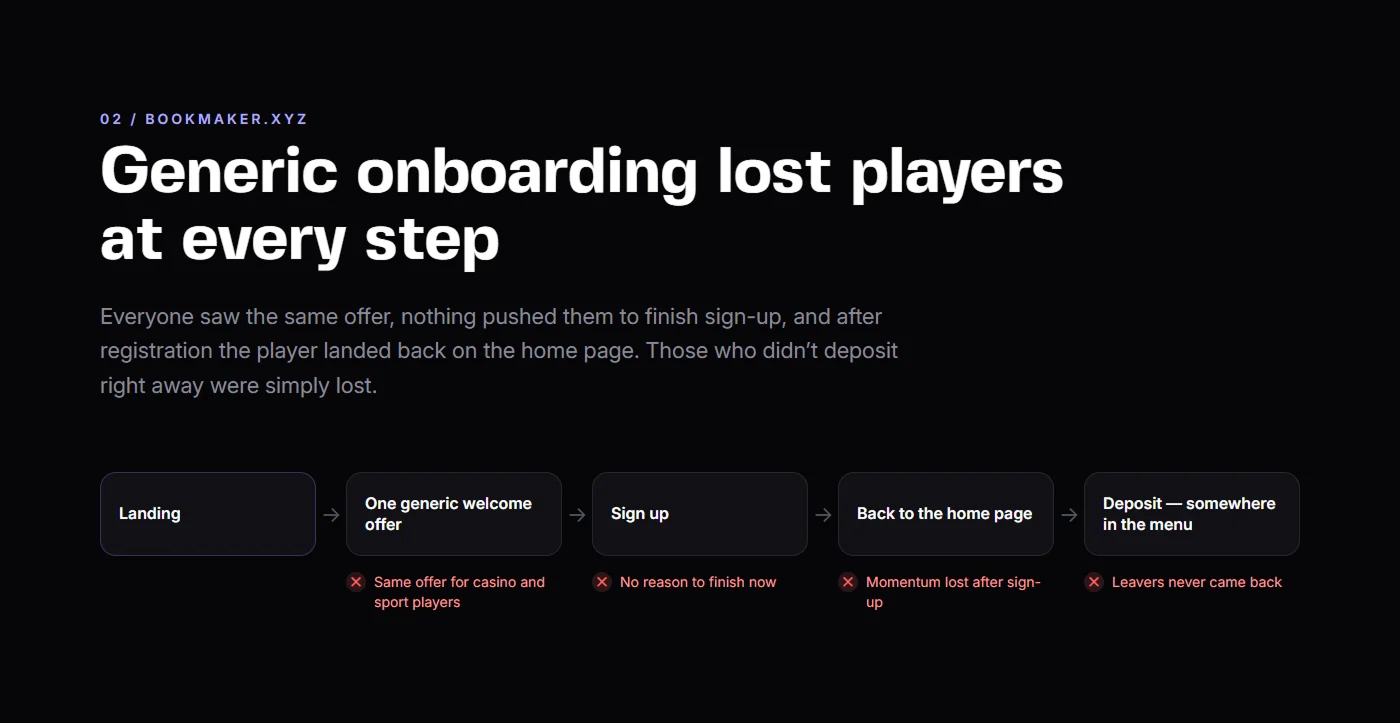 02 / BOOKMAKER.XYZ
Generic onboarding lost players
at every step
Everyone saw the same offer, nothing pushed them to finish sign-up, and after
registration the player landed back on the home page. Those who didn’t deposit
right away were simply lost.
Landing
→
One generic welcome
offer
→
Sign up
→
Back to the home page
→
Deposit — somewhere
in the menu
Same offer for casino and
sport players
No reason to finish now
Momentum lost after sign-
up
Leavers never came back